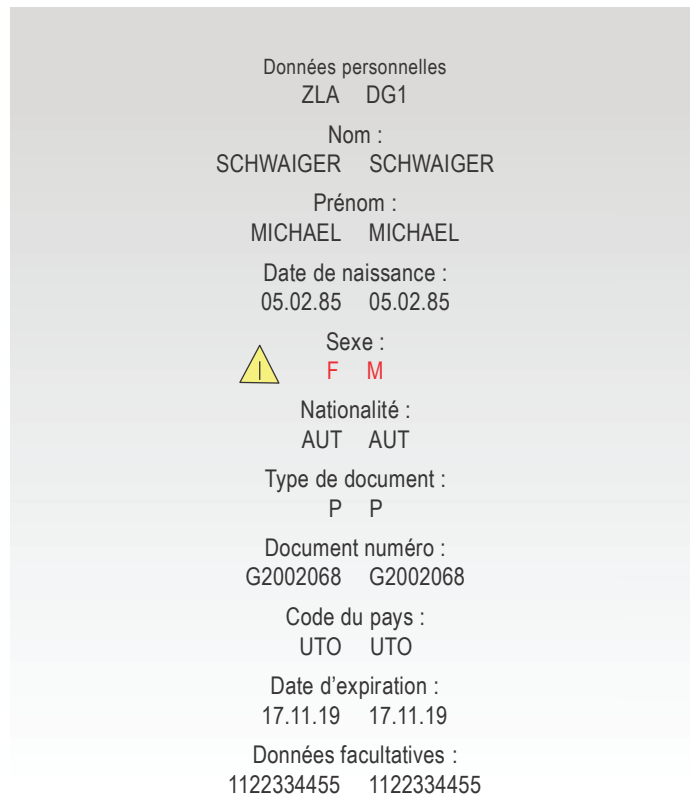 Données personnelles
ZLA DG1
Nom :
SCHWAIGER SCHWAIGER
Prénom :
MICHAEL MICHAEL
Date de naissance :
05.02.85 05.02.85
Sexe :
F M
Nationalité :
AUT AUT
Type de document :
P P
Document numéro :
G2002068 G2002068
Code du pays :
UTO UTO
Date d’expiration :
17.11.19 17.11.19
Données facultatives :
1122334455 1122334455